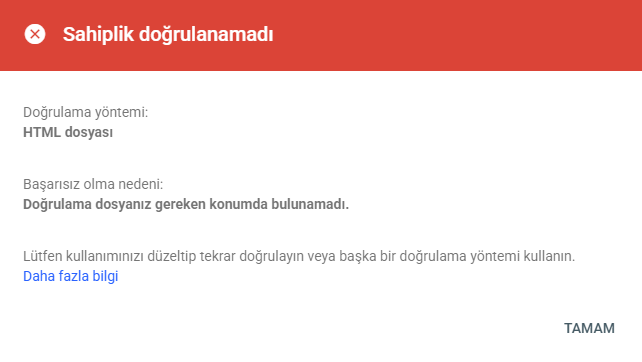 Sahiplik doğrulanamadı
Doğrulama yöntemi:
HTML dosyası
Başarısız olma nedeni:
Doğrulama dosyanız gereken konumda bulunamadı.
Lütfen kullanımınızı düzeltip tekrar doğrulayın veya başka bir doğrulama yöntemi kullanın.
Daha fazla bilgi
TAMAM